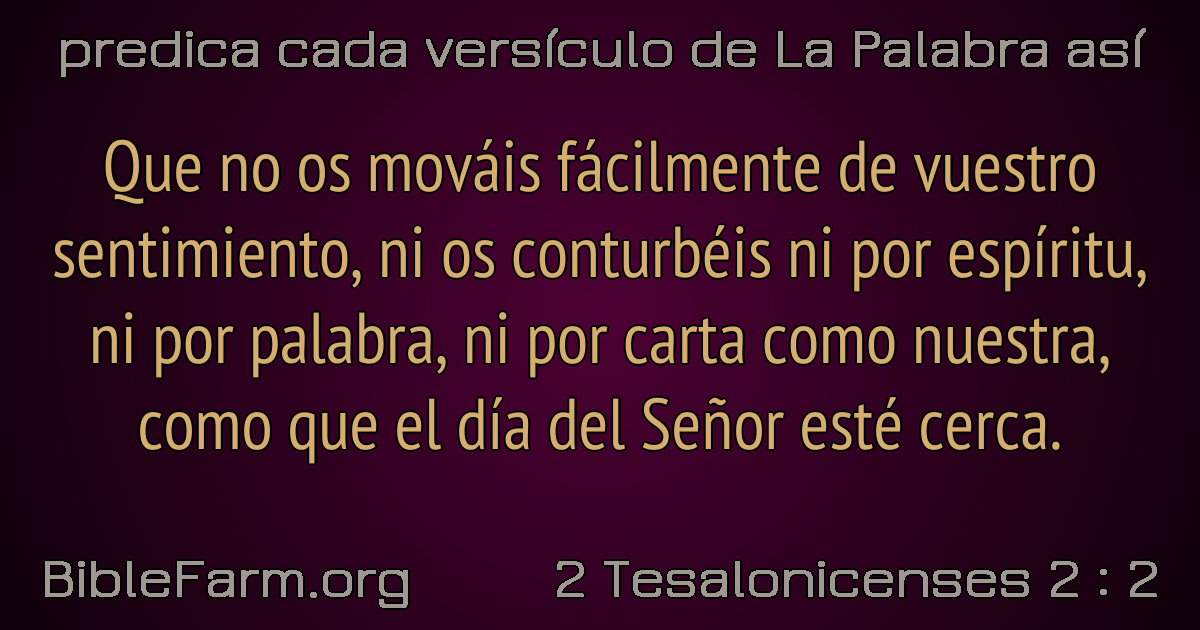 predica cada versículo de La Palabra así
Que no os mováis fácilmente de vuestro
sentimiento, ni os conturbéis ni por espíritu,
ni por palabra, ni por carta como nuestra,
como que el día del Señor esté cerca.
BibleFarm.org 2 Tesalonicenses 2 : 2